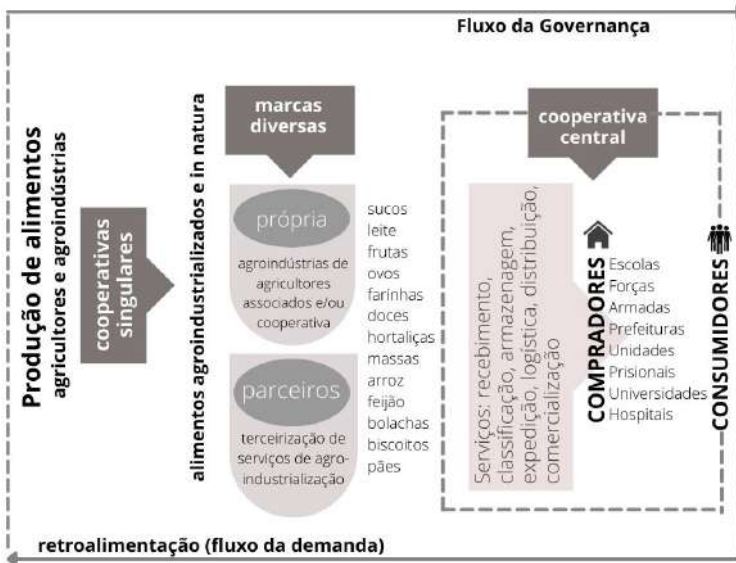 Fluxo da Governança
Produção de alimentos
agricultores e agroindústrias
cooperativas
singulares
alimentos agroindustrializados e in natura
marcas
diversas
própria
agroindústrias de
agricultores
associados e/ou
cooperativa
parceiros
terceirização de
serviços de agro-
industrialização
sucos
leite
frutas
ovos
farinhas
doces
hortaliças
massas
arroz
feijão
bolachas
biscoitos
pães
cooperativa
central
Serviços: recebimento,
classificação, armazenagem,
expedição, logística, distribuição,
comercialização
COMPRADORES
Escolas
Forças
Armadas
Prefeituras
Unidades
Prisionais
Universidades
Hospitais
CONSUMIDORES
retroalimentação (fluxo da demanda)